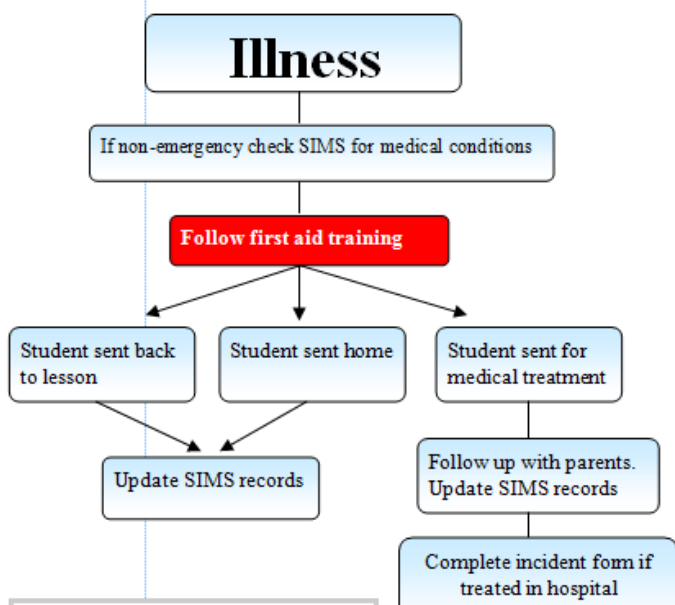 Illness
If non-emergency check SIMS for medical conditions
Follow first aid training
Student sent back
to lesson
Student sent home
Student sent for
medical treatment
Update SIMS records
Follow up with parents.
Update SIMS records
Complete incident form if
treated in hospital